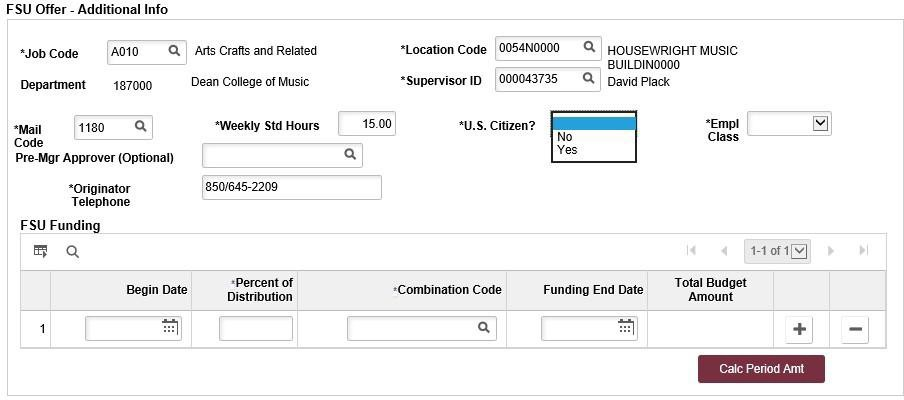 FSU Offer - Additional Info
*Job Code A010 Arts Crafts and Related *Location Code 0054N0000 HOUSEWRIGHT MUSIC
BUILDIN0000
Department 187000 Dean College of Music *Supervisor ID 000043735 David Plack
*Mail Code 1180 *Weekly Std Hours 15.00 *U.S. Citizen? *Empl Class
No
Yes
Pre-Mgr Approver (Optional)
*Originator Telephone 850/645-2209
FSU Funding
1-1 of 1
Begin Date *Percent of Distribution *Combination Code Funding End Date Total Budget Amount
1
Calc Period Amt